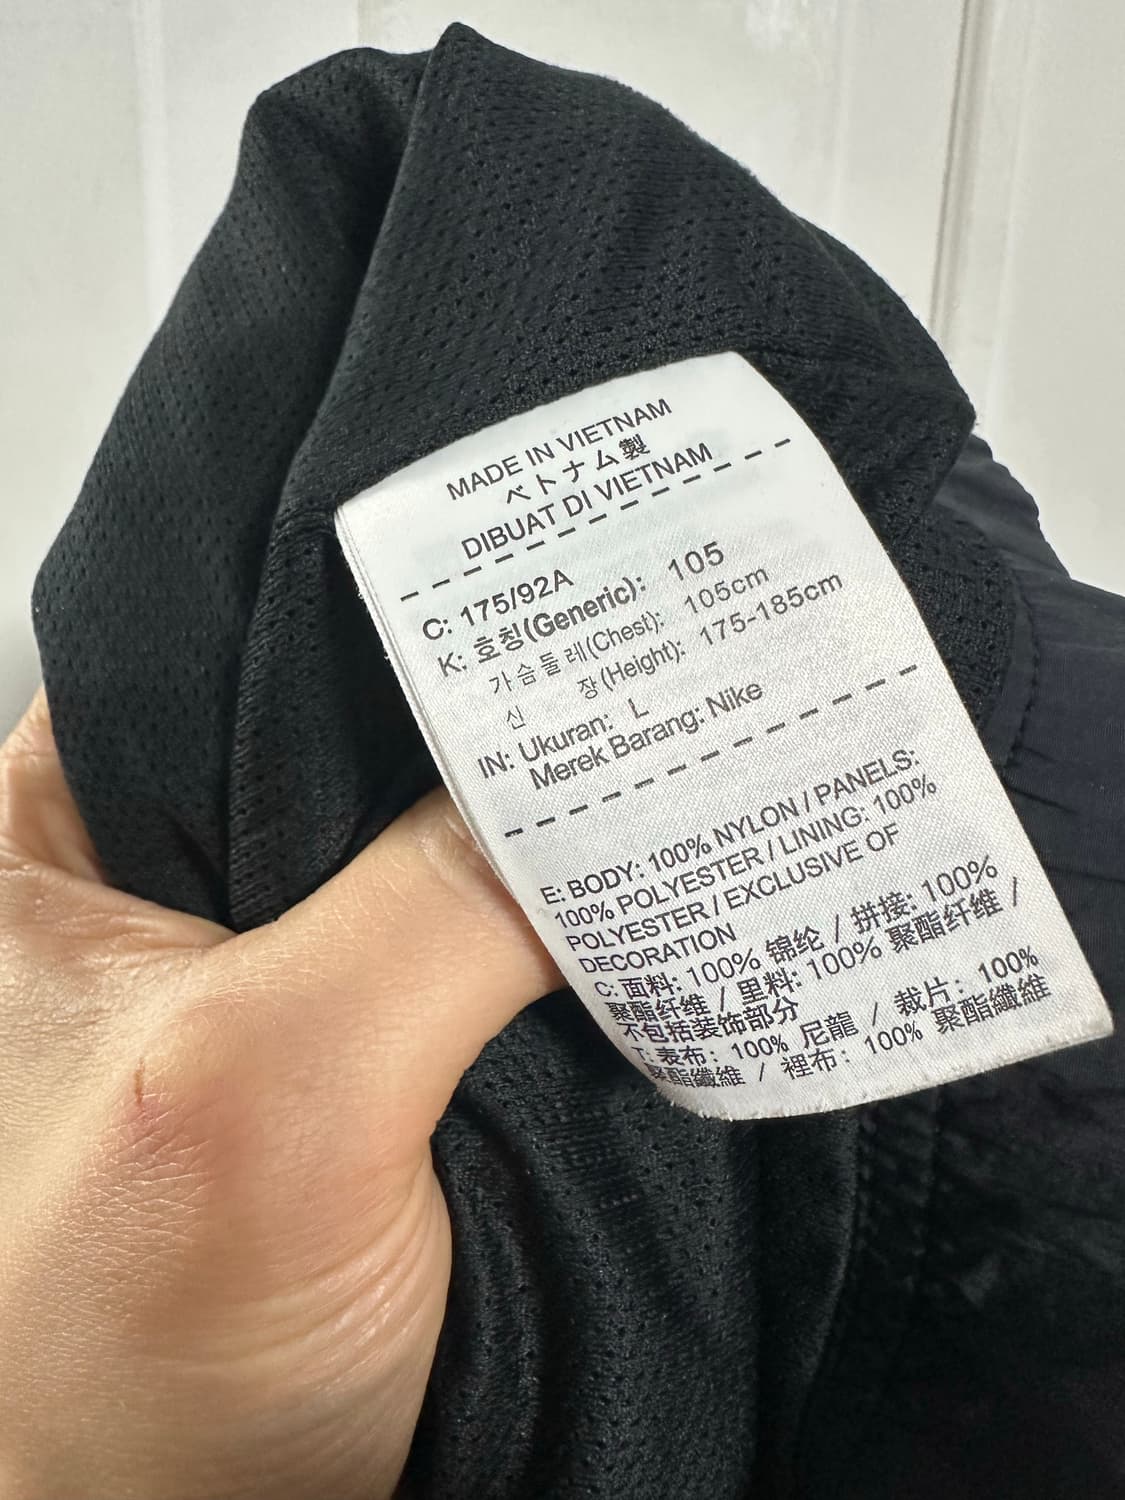 MADE IN VIETNAM
ベトナム製
DIBUAT DI VIETNAM
C: 175/92A
K: 호칭(Generic): 105
가슴둘레(Chest): 105cm
신 장(Height): 175-185cm
IN: Ukuran: L
Merek Barang: Nike
E: BODY: 100% NYLON / PANELS:
100% POLYESTER / LINING: 100%
POLYESTER / EXCLUSIVE OF
DECORATION
C: 面料: 100% 锦纶 / 拼接: 100%
聚酯纤维 / 里料: 100% 聚酯纤维 /
不包括装饰部分
T: 表布: 100% 尼龍 / 裁片: 100%
聚酯纖維 / 裡布: 100% 聚酯纖維